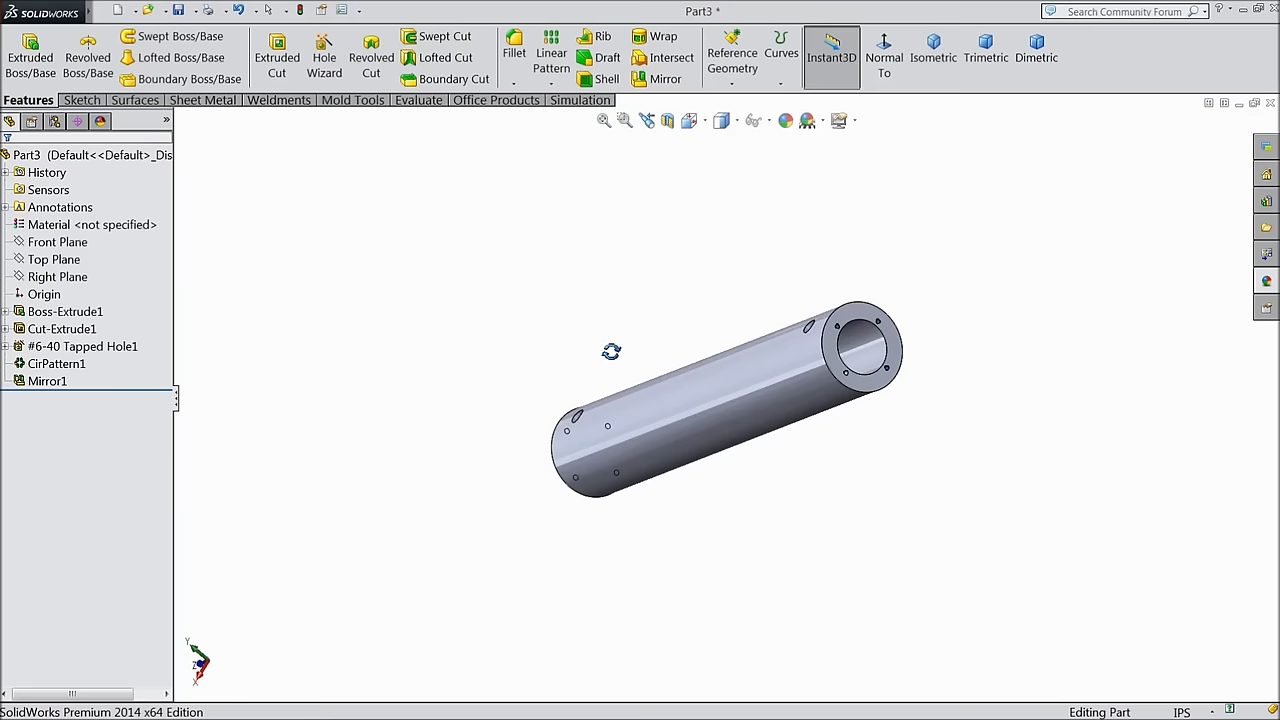 SOLIDWORKS
Part3 *
Search Community Forum
?
Extruded Boss/Base
Revolved Boss/Base
Swept Boss/Base
Lofted Boss/Base
Boundary Boss/Base
Extruded Cut
Hole Wizard
Revolved Cut
Swept Cut
Lofted Cut
Boundary Cut
Fillet
Linear Pattern
Rib
Draft
Shell
Wrap
Intersect
Mirror
Reference Geometry
Curves
Instant3D
Normal To
Isometric
Trimetric
Dimetric
Features
Sketch
Surfaces
Sheet Metal
Weldments
Mold Tools
Evaluate
Office Products
Simulation
Part3 (Default<<Default>_Dis
History
Sensors
Annotations
Material <not specified>
Front Plane
Top Plane
Right Plane
Origin
Boss-Extrude1
Cut-Extrude1
#6-40 Tapped Hole1
CirPattern1
Mirror1
Y
Z
X
SolidWorks Premium 2014 x64 Edition
Editing Part
IPS